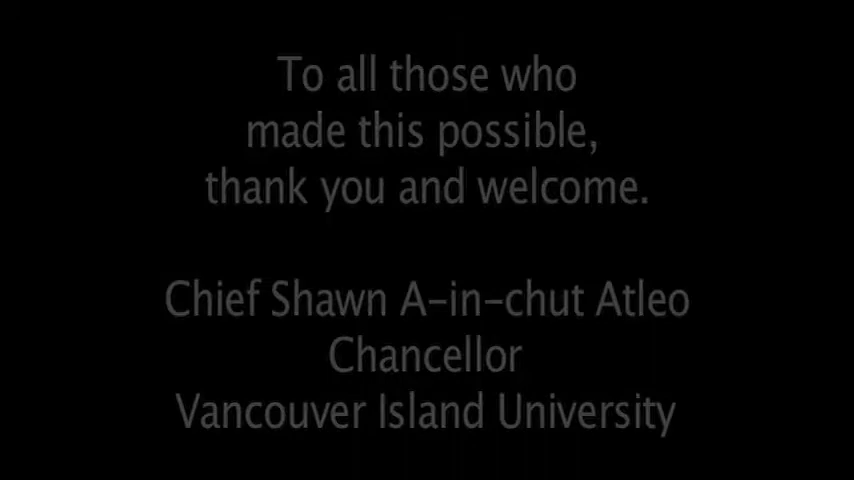 To all those who
made this possible,
thank you and welcome.
Chief Shawn A-in-chut Atleo
Chancellor
Vancouver Island University